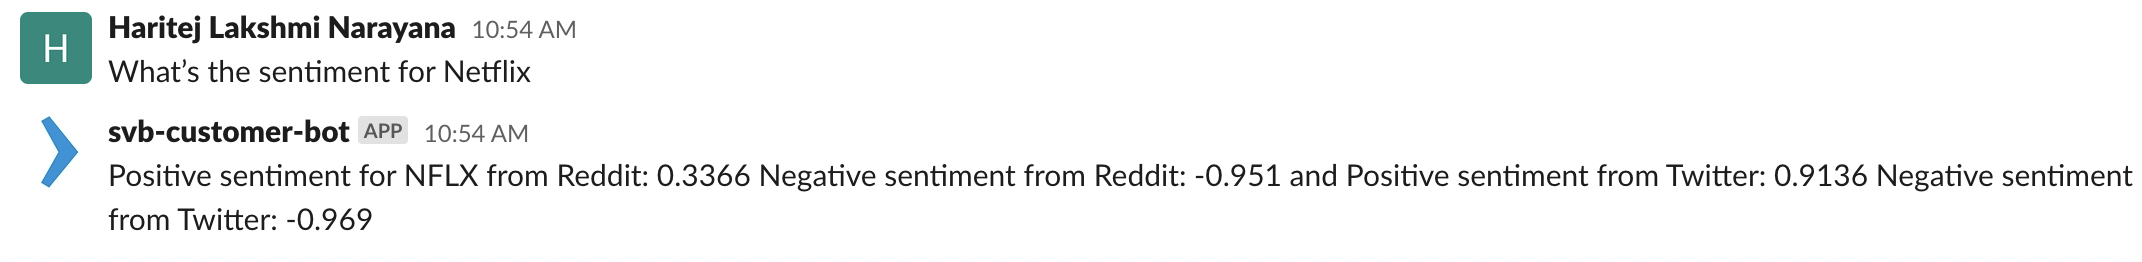 H
Haritej Lakshmi Narayana 10:54 AM
What’s the sentiment for Netflix
svb-customer-bot APP 10:54 AM
Positive sentiment for NFLX from Reddit: 0.3366 Negative sentiment from Reddit: -0.951 and Positive sentiment from Twitter: 0.9136 Negative sentiment
from Twitter: -0.969